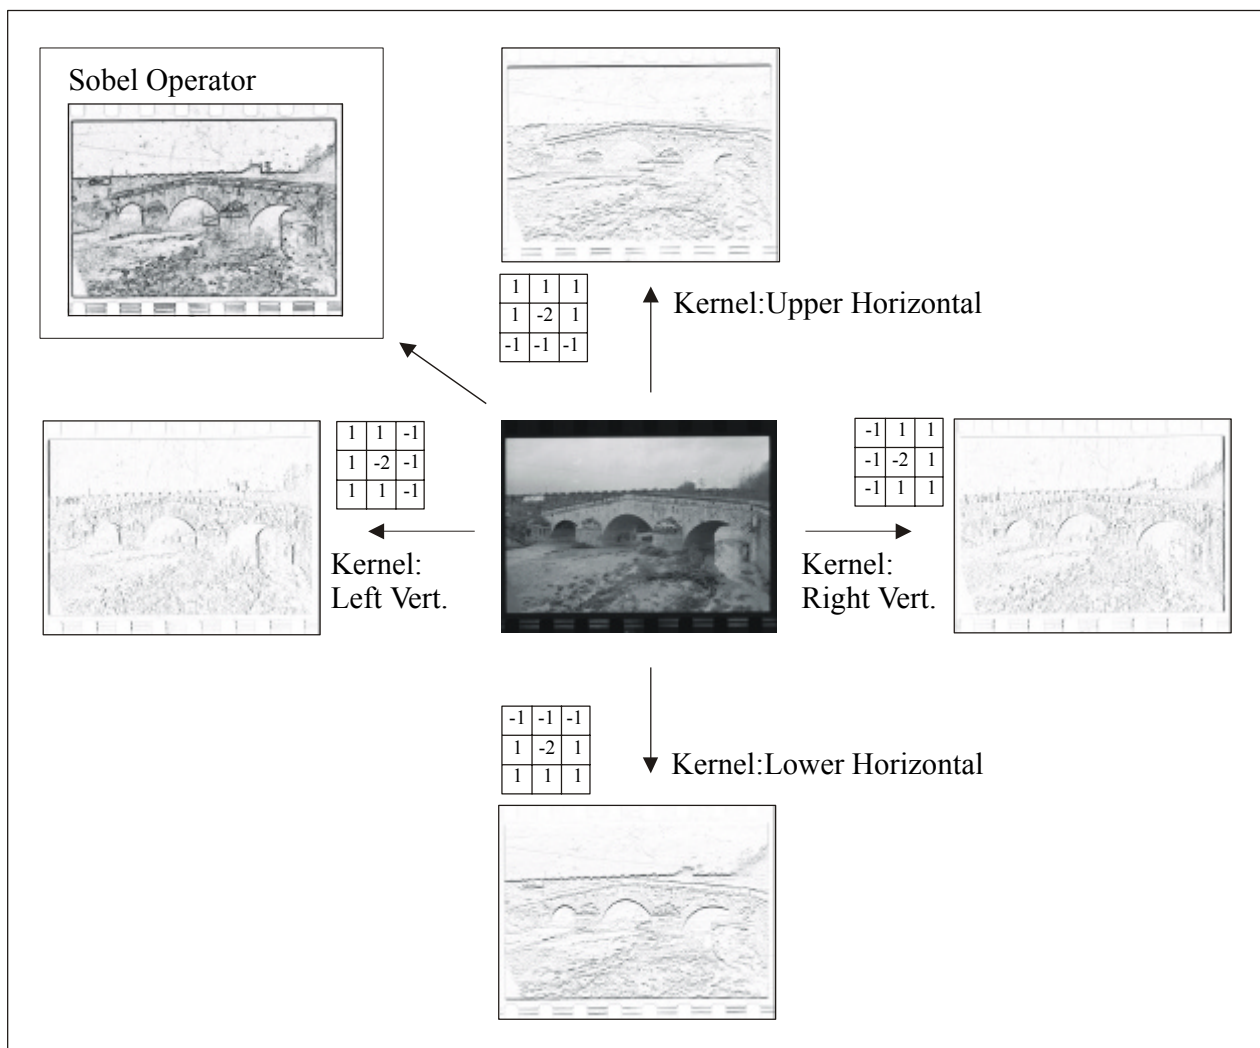 Sobel Operator
1 1 1
1 -2 1
-1 -1 -1
Kernel:Upper Horizontal
1 1 -1
1 -2 -1
1 1 -1
Kernel:
Left Vert.
-1 1 1
-1 -2 1
-1 1 1
Kernel:
Right Vert.
-1 -1 -1
1 -2 1
1 1 1
Kernel:Lower Horizontal